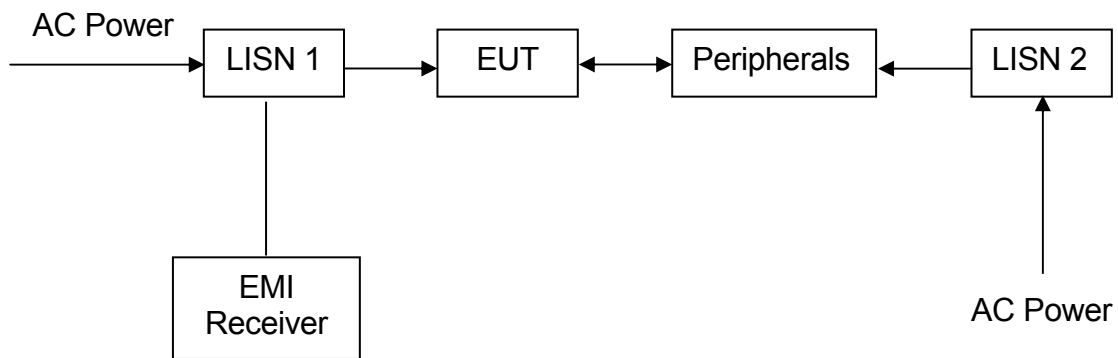 AC Power
LISN 1
EUT
Peripherals
LISN 2
EMI
Receiver
AC Power